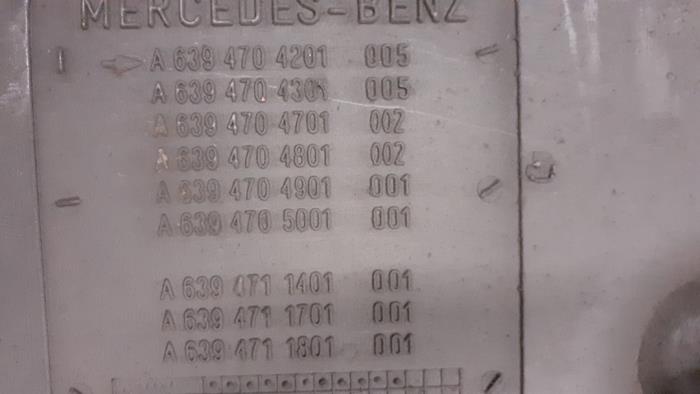 MERCEDES-BENZ
A 639 470 4201 005
A 639 470 4301 005
A 639 470 4701 002
A 639 470 4801 002
A 639 470 4901 001
A 639 470 5001 001
A 639 471 1401 001
A 639 471 1701 001
A 639 471 1801 001